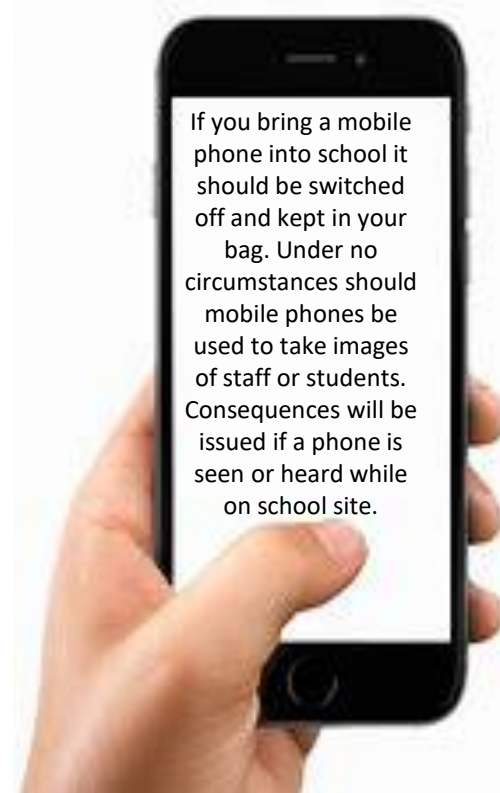 If you bring a mobile
phone into school it
should be switched
off and kept in your
bag. Under no
circumstances should
mobile phones be
used to take images
of staff or students.
Consequences will be
issued if a phone is
seen or heard while
on school site.